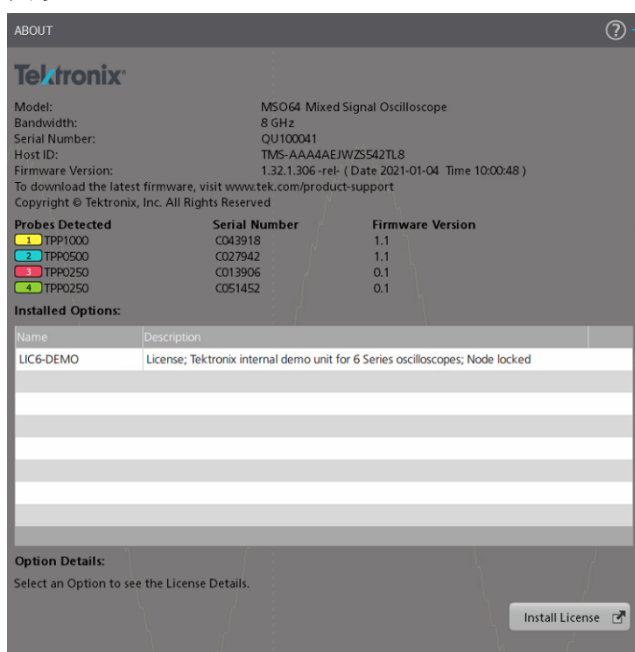 ABOUT
Tektronix
Model: MSO64 Mixed Signal Oscilloscope
Bandwidth: 8 GHz
Serial Number: QU100041
Host ID: TMS-AAA4AEJWZS542TL8
Firmware Version: 1.32.1.306 -rel- ( Date 2021-01-04 Time 10:00:48 )
To download the latest firmware, visit www.tek.com/product-support
Copyright © Tektronix, Inc. All Rights Reserved
Probes Detected Serial Number Firmware Version
1 TPP1000 C043918 1.1
2 TPP0500 C027942 1.1
3 TPP0250 C013906 0.1
4 TPP0250 C051452 0.1
Installed Options:
Name Description
LIC6-DEMO License; Tektronix internal demo unit for 6 Series oscilloscopes; Node locked
Option Details:
Select an Option to see the License Details.
Install License